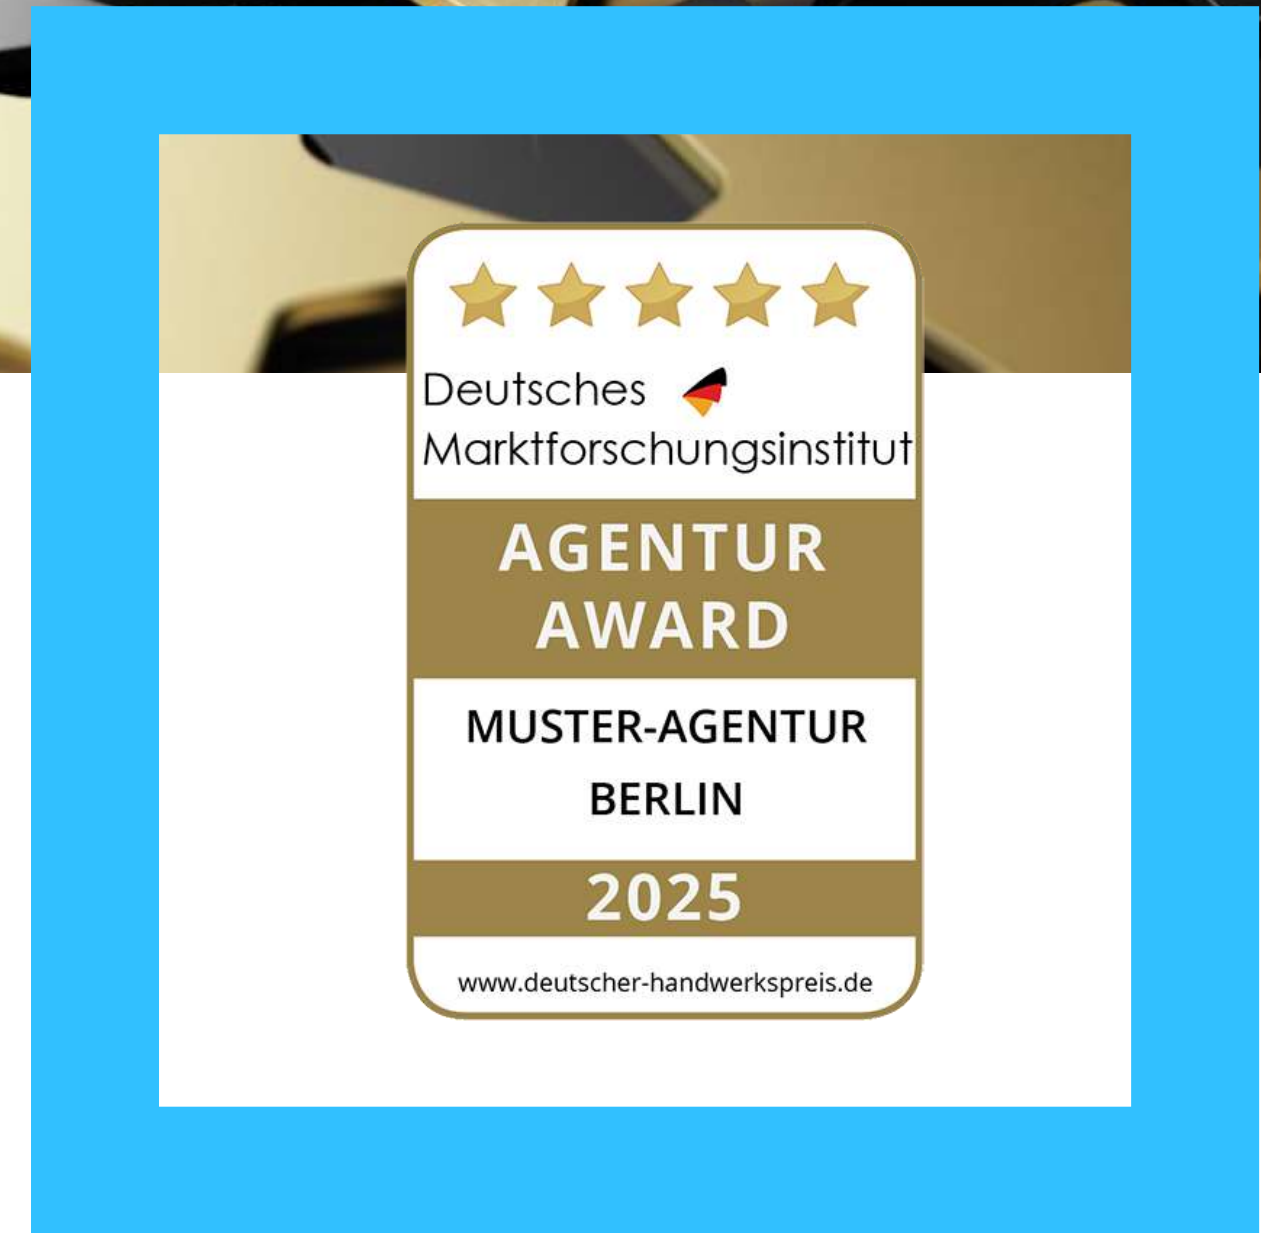 Deutsches
Marktforschungsinstitut
AGENTUR
AWARD
MUSTER-AGENTUR
BERLIN
2025
www.deutscher-handwerkspreis.de